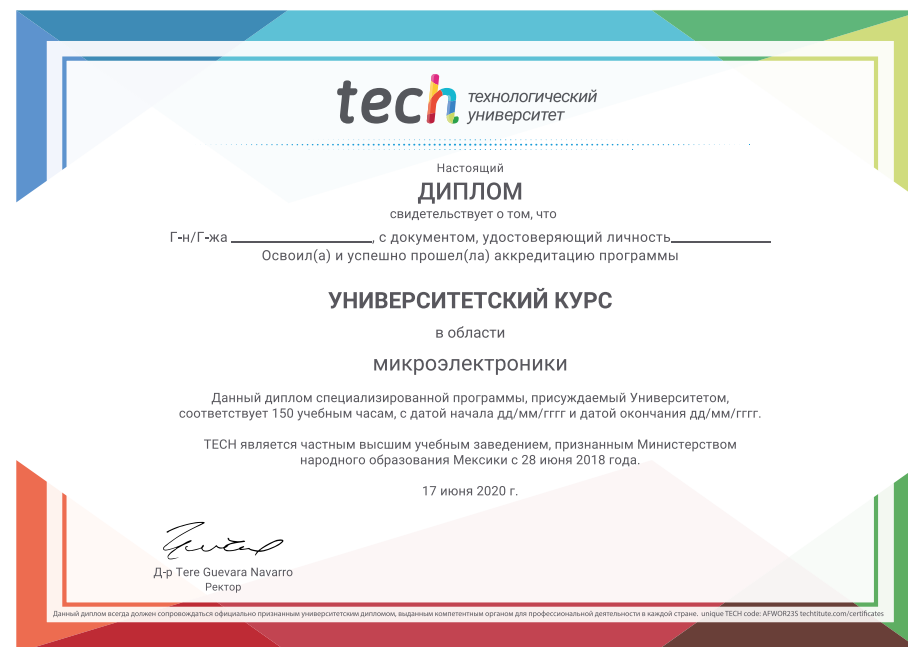 tech технологический
университет
Настоящий
ДИПЛОМ
свидетельствует о том, что
Г-н/Г-жа ____________________, с документом, удостоверяющий личность______________
Освоил(а) и успешно прошел(ла) аккредитацию программы
УНИВЕРСИТЕТСКИЙ КУРС
в области
микроэлектроники
Данный диплом специализированной программы, присуждаемый Университетом,
соответствует 150 учебным часам, с датой начала дд/мм/гггг и датой окончания дд/мм/гггг.
TECH является частным высшим учебным заведением, признанным Министерством
народного образования Мексики с 28 июня 2018 года.
17 июня 2020 г.
Д-р Tere Guevara Navarro
Ректор
Данный диплом всегда должен сопровождаться официально признанным университетским дипломом, выданным компетентным органом для профессиональной деятельности в каждой стране. unique TECH code: AFWOR23S techtitute.com/certificates